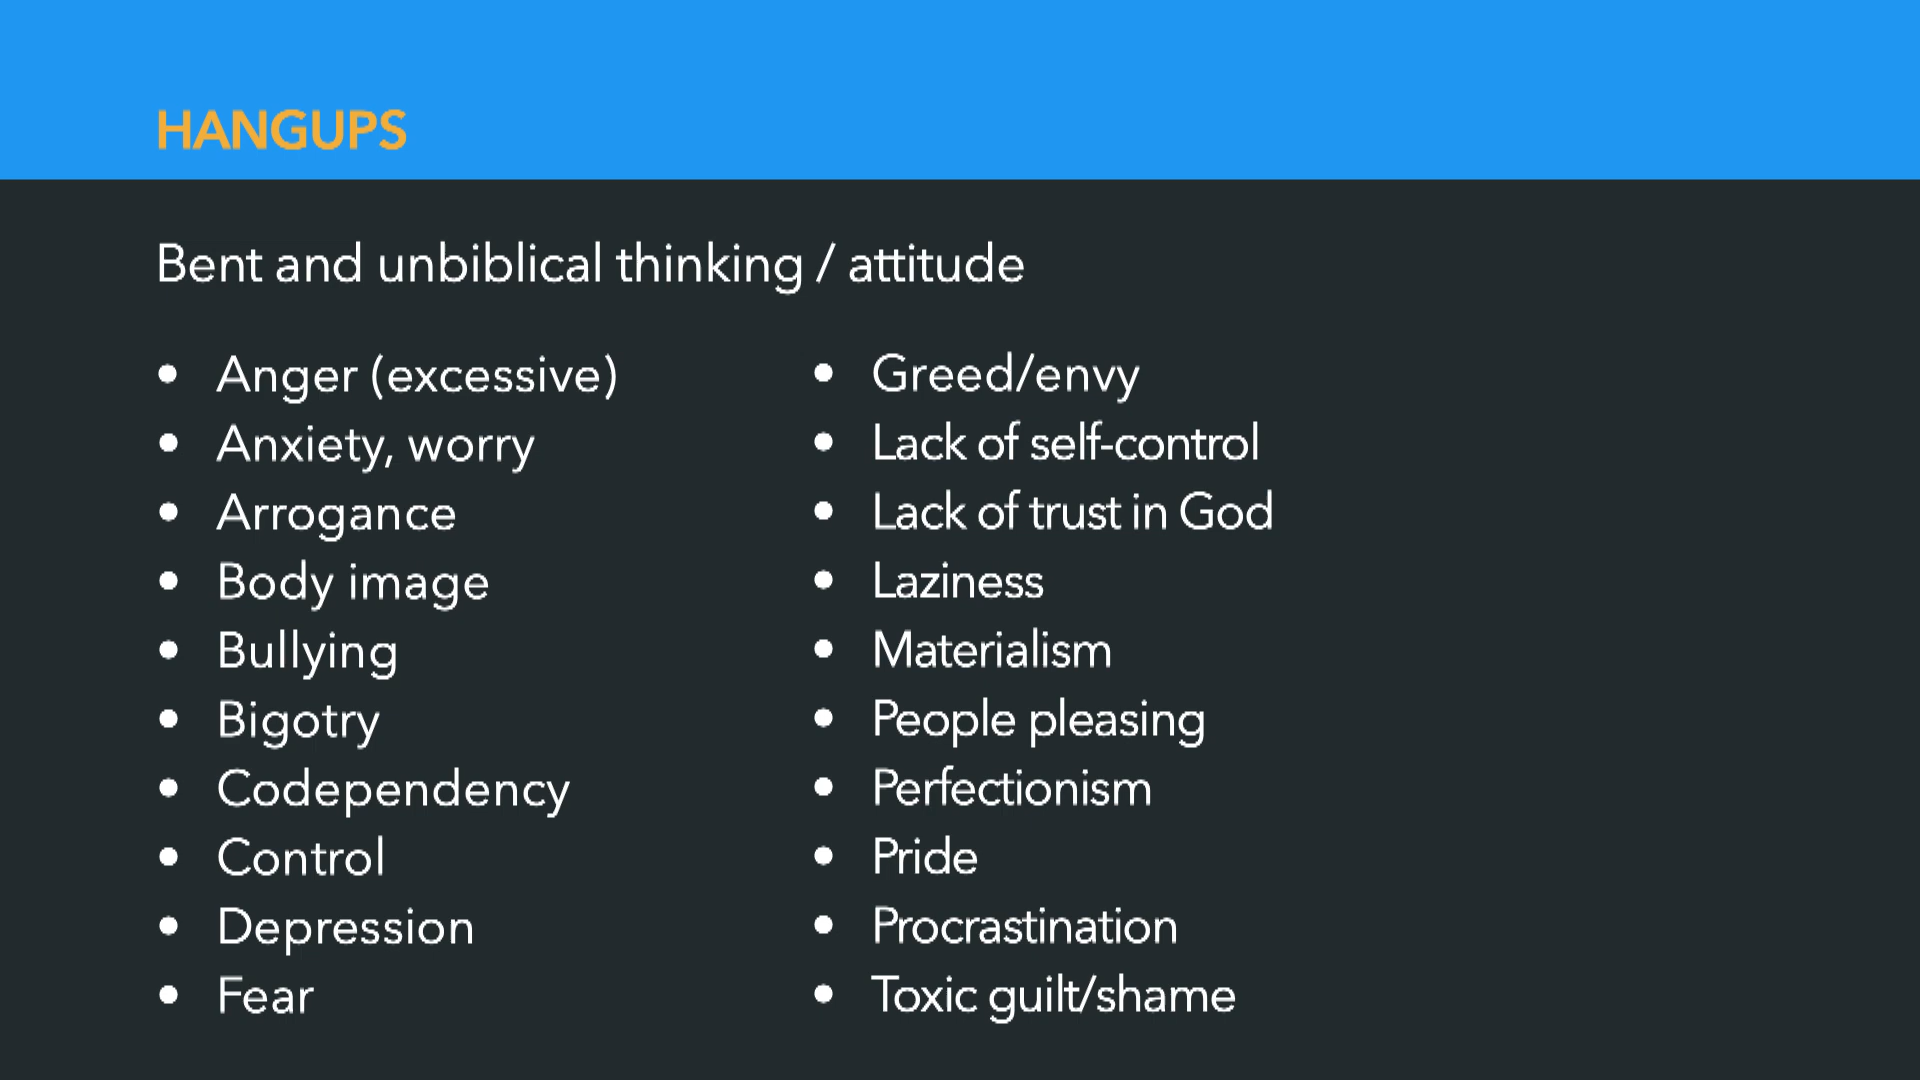 HANGUPS
Bent and unbiblical thinking / attitude
• Anger (excessive)
• Anxiety, worry
• Arrogance
• Body image
• Bullying
• Bigotry
• Codependency
• Control
• Depression
• Fear
• Greed/envy
• Lack of self-control
• Lack of trust in God
• Laziness
• Materialism
• People pleasing
• Perfectionism
• Pride
• Procrastination
• Toxic guilt/shame